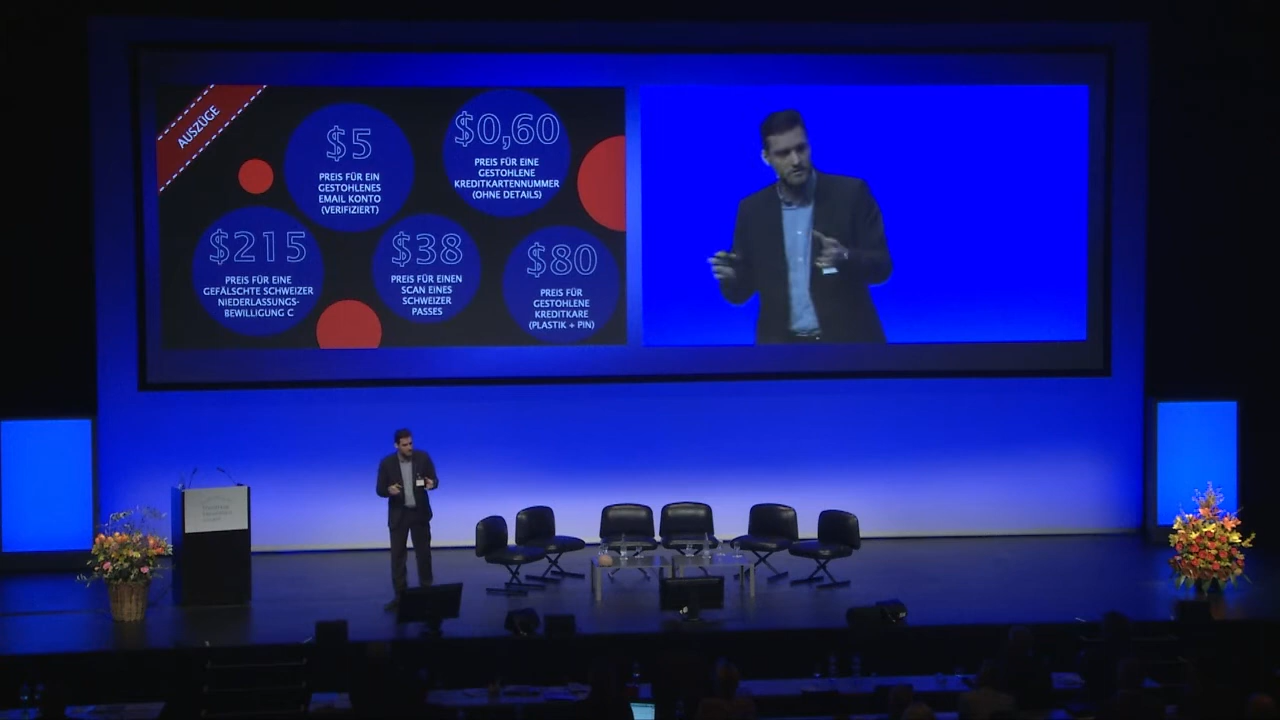 AUSZÜGE
$5
PREIS FÜR EIN
GESTOHLENES
EMAIL KONTO
(VERIFIZIERT)
$0,60
PREIS FÜR EINE
GESTOHLENE
KREDITKARTENNUMMER
(OHNE DETAILS)
$215
PREIS FÜR EINE
GEFÄLSCHTE SCHWEIZER
NIEDERLASSUNGS-
BEWILLIGUNG C
$38
PREIS FÜR EINEN
SCAN EINES
SCHWEIZER
PASSES
$80
PREIS FÜR
GESTOHLENE
KREDITKARE
(PLASTIK + PIN)